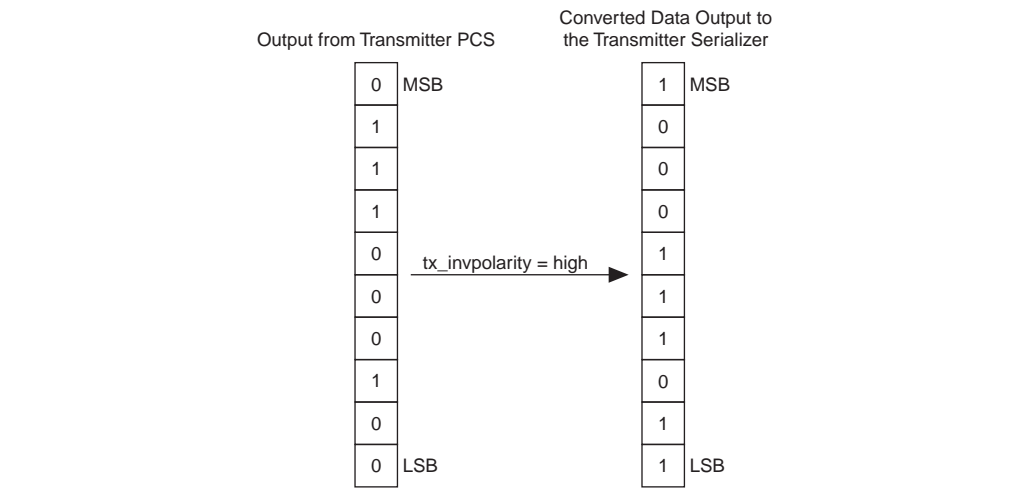 Output from Transmitter PCS
Converted Data Output to
the Transmitter Serializer
0 MSB
1
1
1
0
0
0
1
0
0 LSB
tx_invpolarity = high
1 MSB
0
0
0
1
1
1
0
1
1 LSB